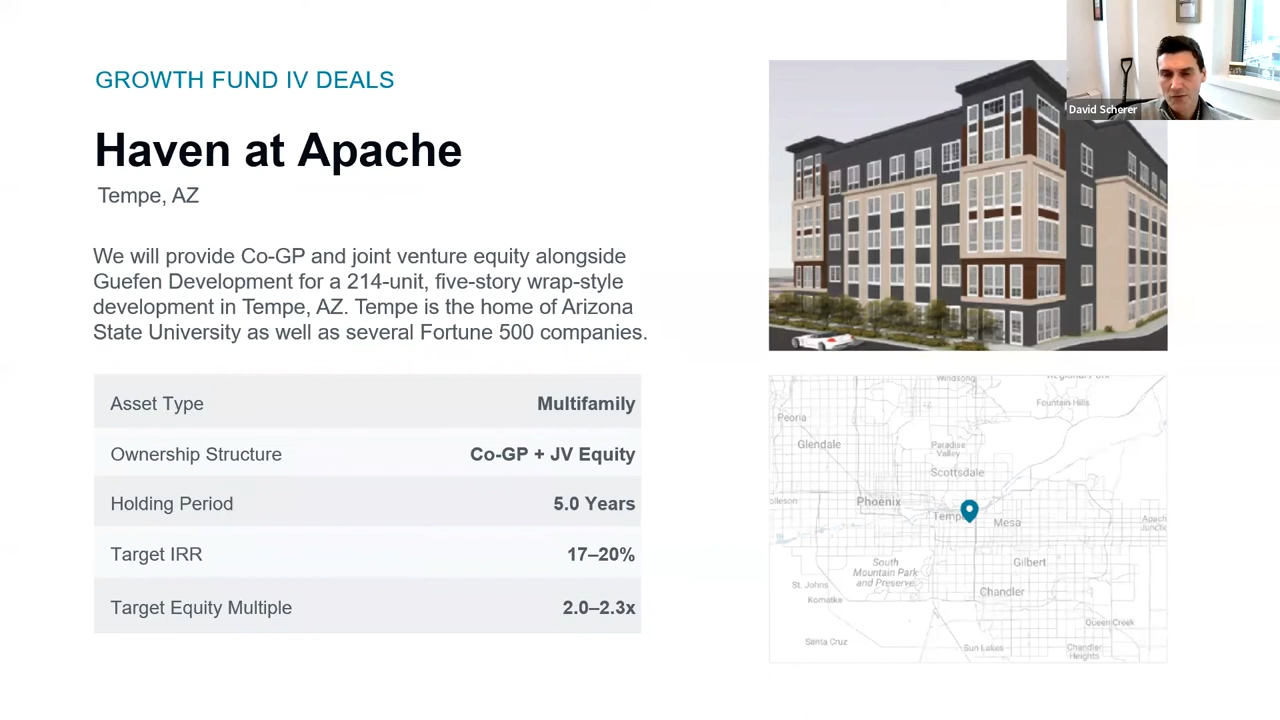 GROWTH FUND IV DEALS
Haven at Apache
Tempe, AZ
We will provide Co-GP and joint venture equity alongside
Guefen Development for a 214-unit, five-story wrap-style
development in Tempe, AZ. Tempe is the home of Arizona
State University as well as several Fortune 500 companies.
Asset Type Multifamily
Ownership Structure Co-GP + JV Equity
Holding Period 5.0 Years
Target IRR 17–20%
Target Equity Multiple 2.0–2.3x
David Scherer
Regional Park
Fountain Hills
Peoria
Glendale
Paradise
Valley
Scottsdale
Phoenix
Mesa
Gilbert
South
Mountain Park
and Preserve
Chandler
St. Johns
Komatke
Queen Creek
Santa Cruz
Sun Lakes
Chandler
Heights